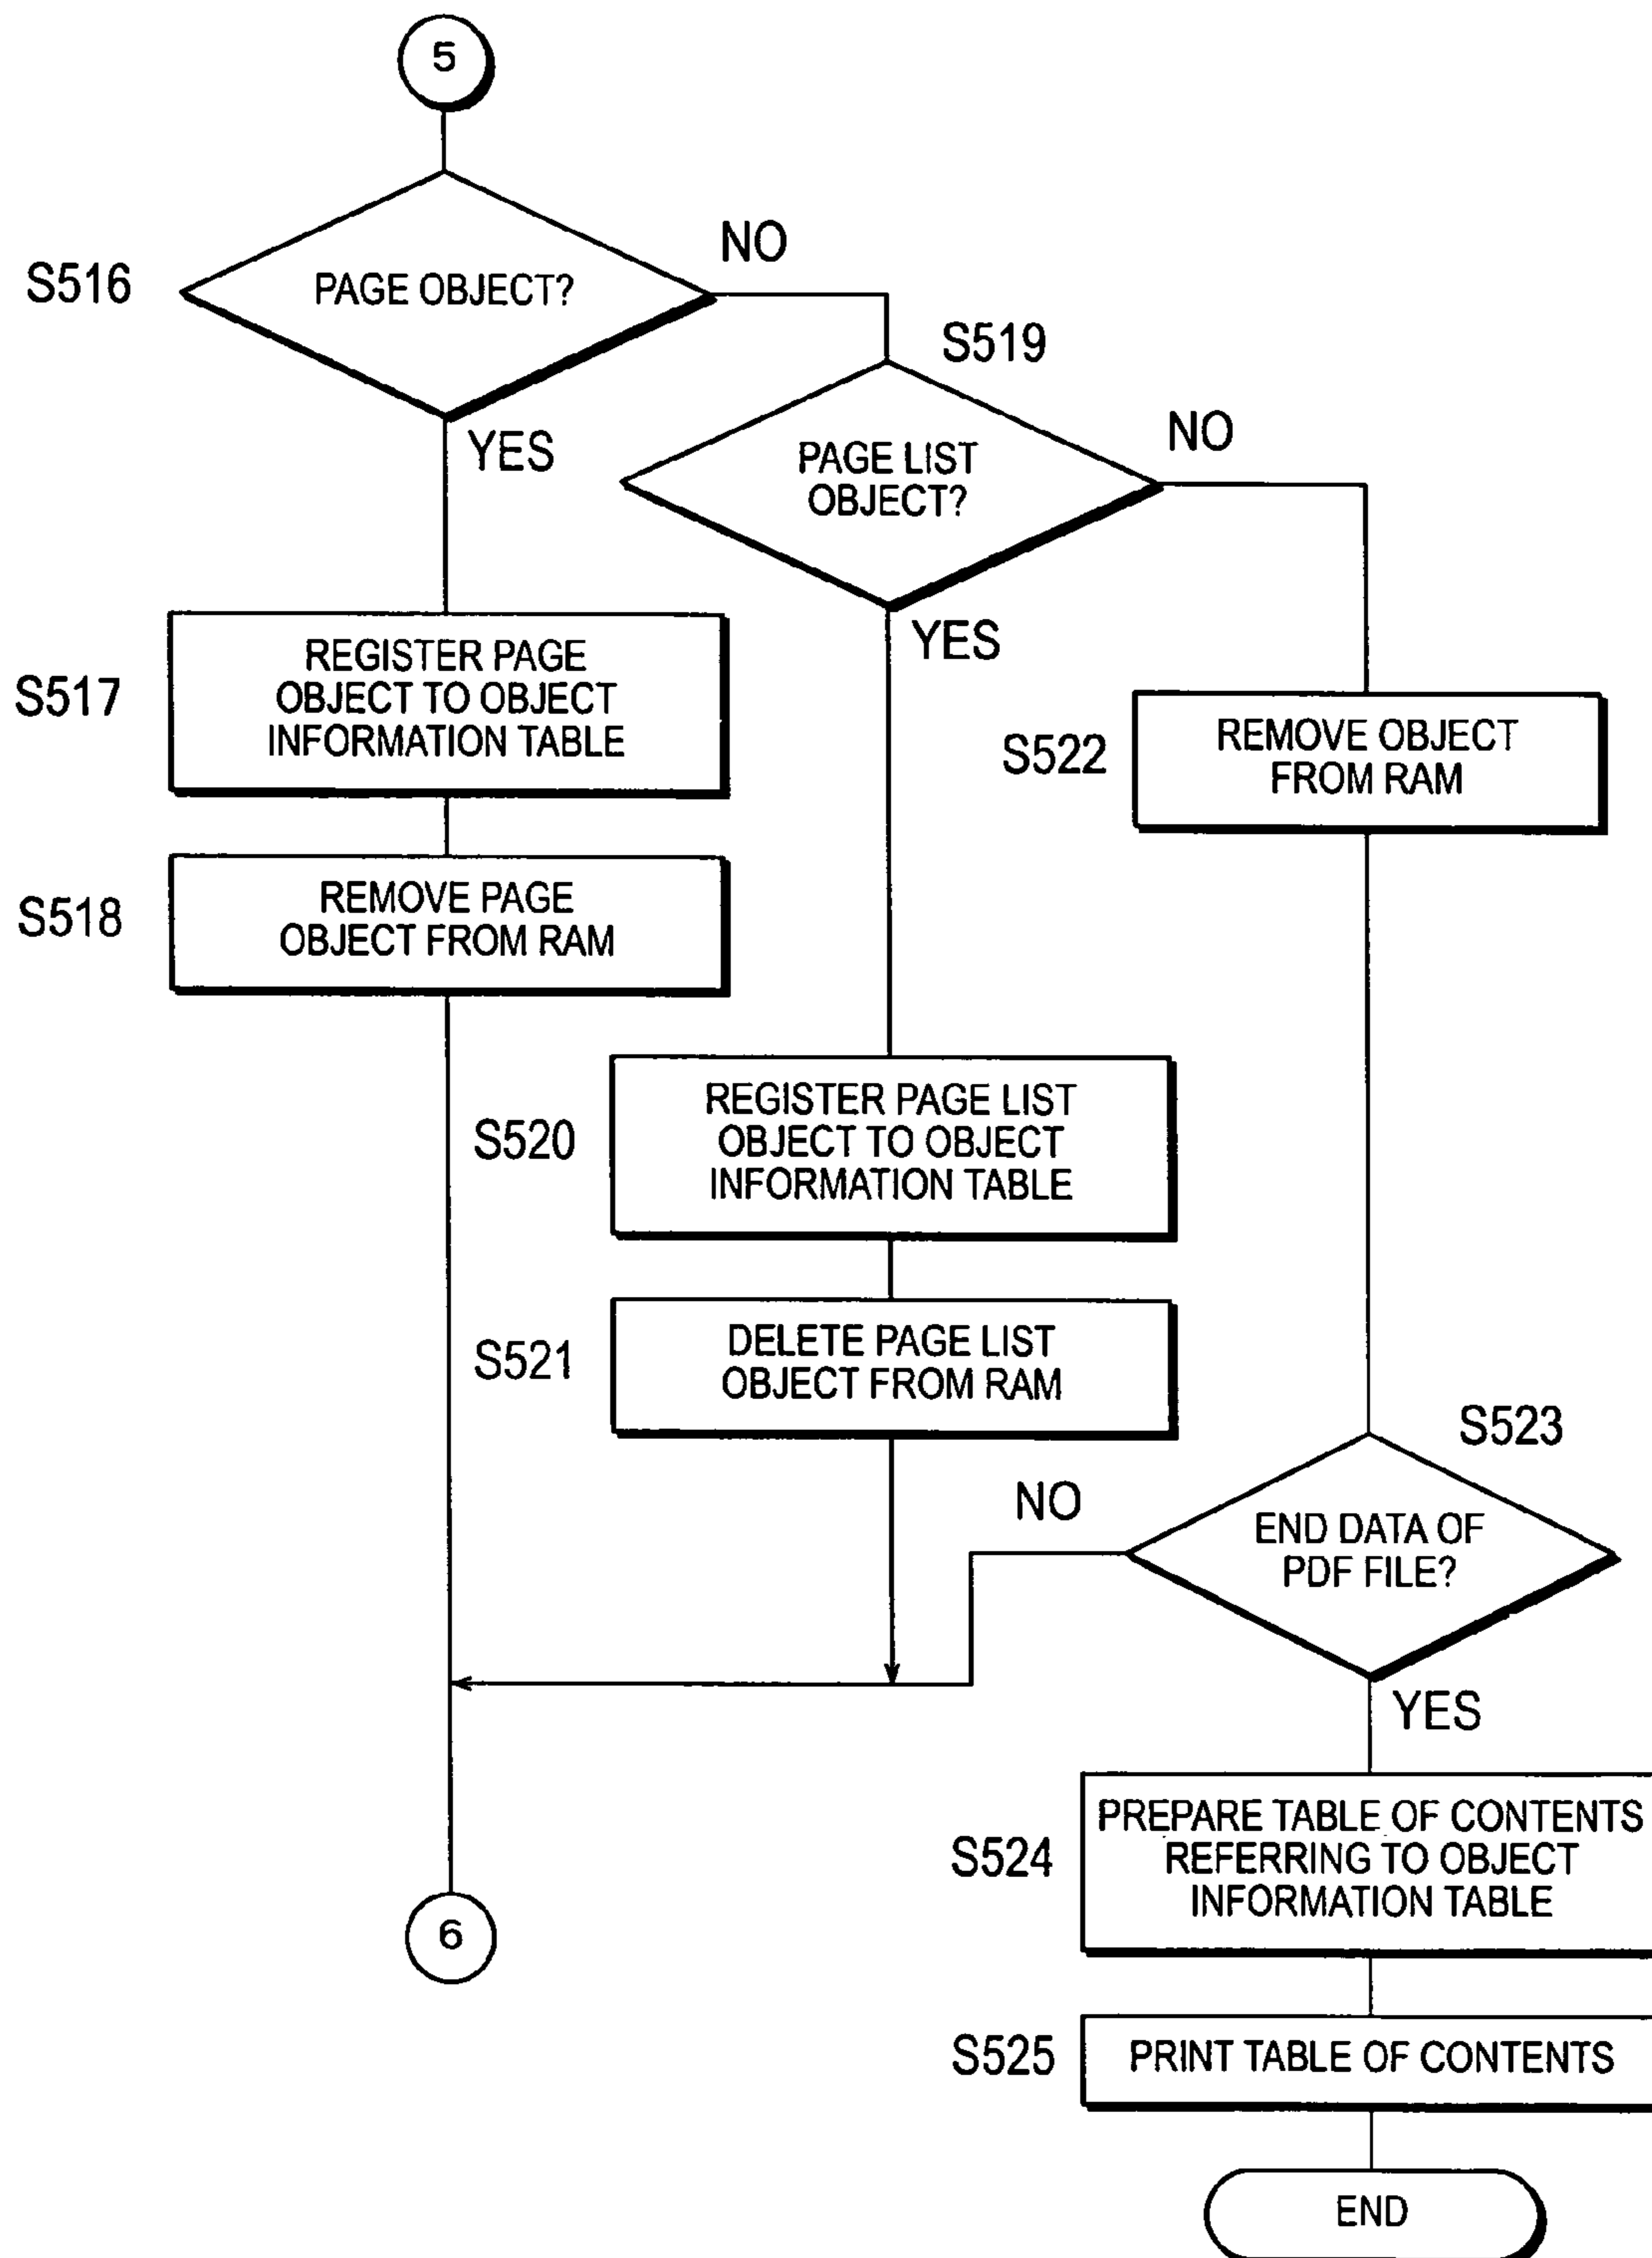 5
S516
PAGE OBJECT?
NO
YES
S519
PAGE LIST
OBJECT?
NO
YES
S517
REGISTER PAGE
OBJECT TO OBJECT
INFORMATION TABLE
S522
REMOVE OBJECT
FROM RAM
S518
REMOVE PAGE
OBJECT FROM RAM
S520
REGISTER PAGE LIST
OBJECT TO OBJECT
INFORMATION TABLE
S521
DELETE PAGE LIST
OBJECT FROM RAM
S523
NO
END DATA OF
PDF FILE?
YES
S524
PREPARE TABLE OF CONTENTS
REFERRING TO OBJECT
INFORMATION TABLE
6
S525
PRINT TABLE OF CONTENTS
END